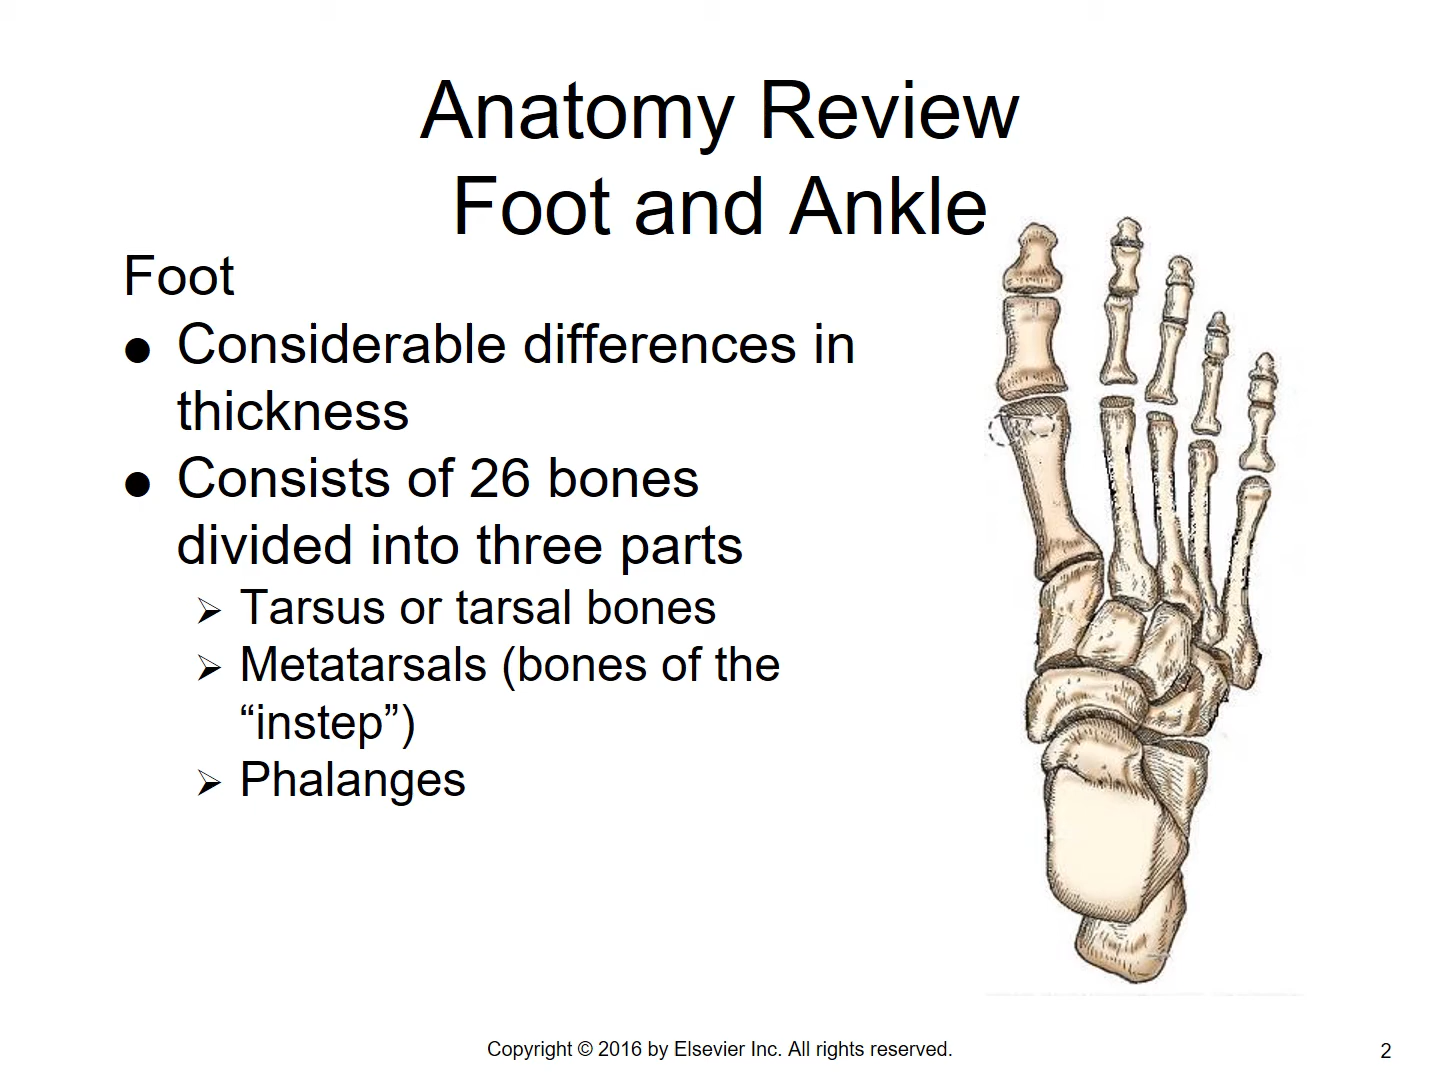 Anatomy Review
Foot and Ankle
Foot
● Considerable differences in
thickness
● Consists of 26 bones
divided into three parts
➢ Tarsus or tarsal bones
➢ Metatarsals (bones of the
“instep”)
➢ Phalanges
Copyright © 2016 by Elsevier Inc. All rights reserved.
2